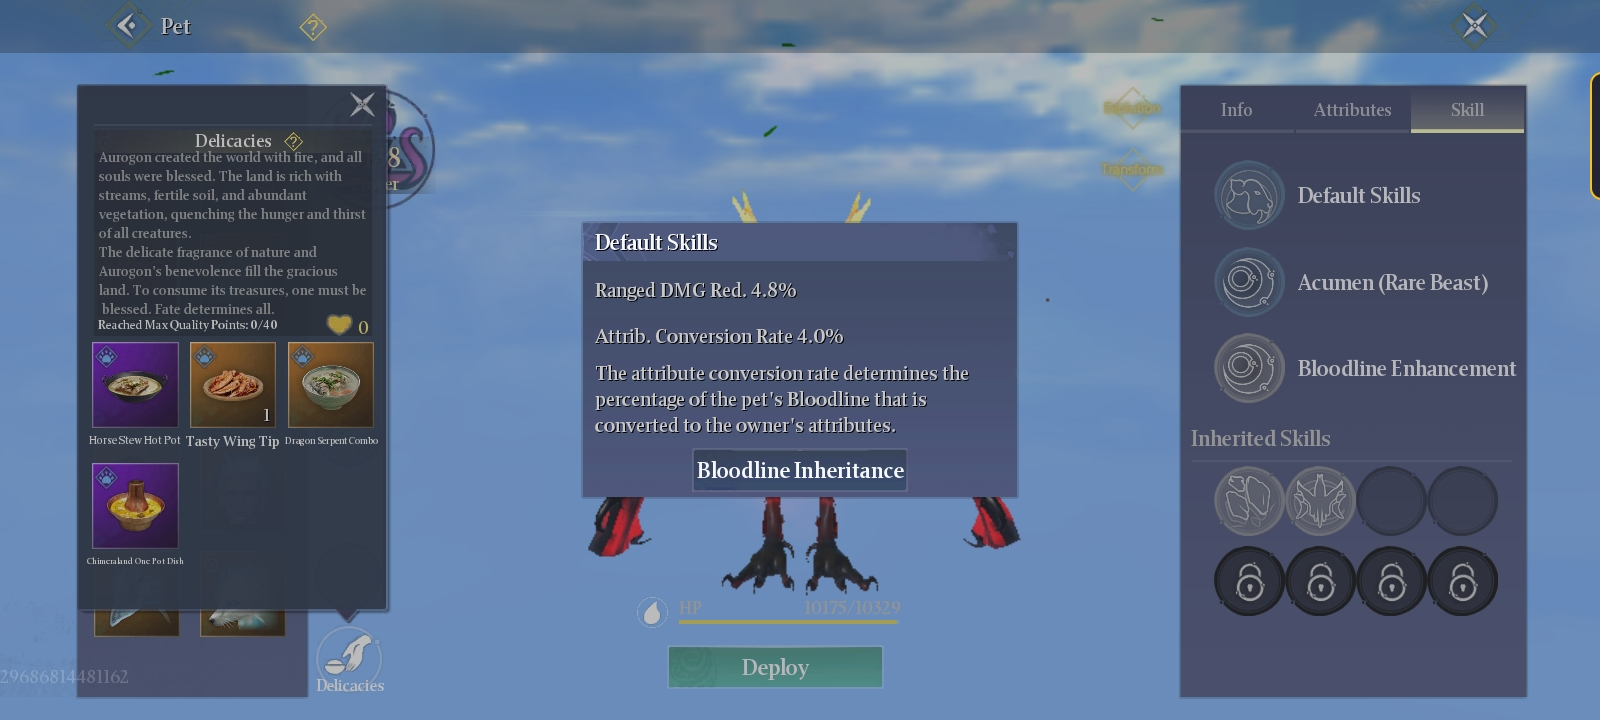 Pet
?
Delicacies ?
Aurogon created the world with fire, and all
souls were blessed. The land is rich with
streams, fertile soil, and abundant
vegetation, quenching the hunger and thirst
of all creatures.
The delicate fragrance of nature and
Aurogon's benevolence fill the gracious
land. To consume its treasures, one must be
blessed. Fate determines all.
Reached Max Quality Points: 0/40
0
1
Horse Stew Hot Pot
Tasty Wing Tip
Dragon Serpent Combo
Chimeraland One Pot Dish
Delicacies
29686814481162
8
er
Evolution
Transform
Default Skills
Ranged DMG Red. 4.8%
Attrib. Conversion Rate 4.0%
The attribute conversion rate determines the
percentage of the pet's Bloodline that is
converted to the owner's attributes.
Bloodline Inheritance
HP 10175/10329
Deploy
Info Attributes Skill
Default Skills
Acumen (Rare Beast)
Bloodline Enhancement
Inherited Skills